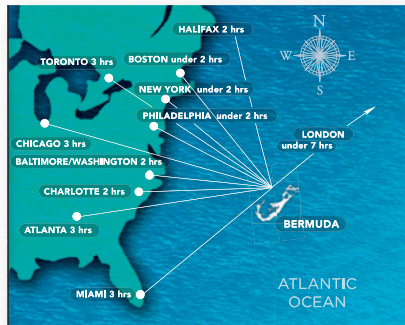 HALIFAX 2 hrs
N
W
E
S
BOSTON under 2 hrs
TORONTO 3 hrs
NEW YORK under 2 hrs
PHILADELPHIA under 2 hrs
LONDON
under 7 hrs
CHICAGO 3 hrs
BALTIMORE/WASHINGTON 2 hrs
CHARLOTTE 2 hrs
BERMUDA
ATLANTA 3 hrs
ATLANTIC
OCEAN
MIAMI 3 hrs